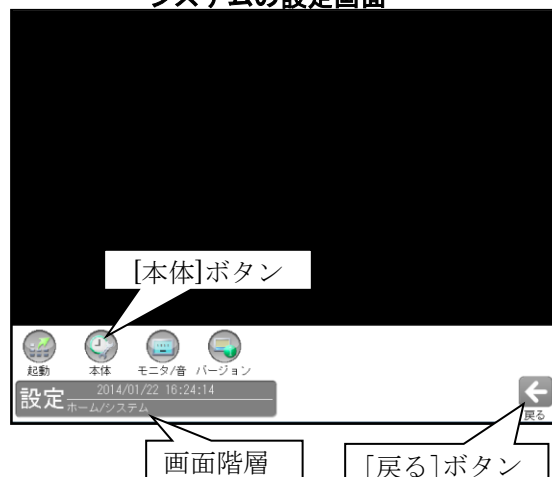 システムの設定画面
[本体]ボタン
起動
本体
モニタ/音
バージョン
設定
2014/01/22 16:24:14
ホーム/システム
戻る
画面階層
[戻る]ボタン